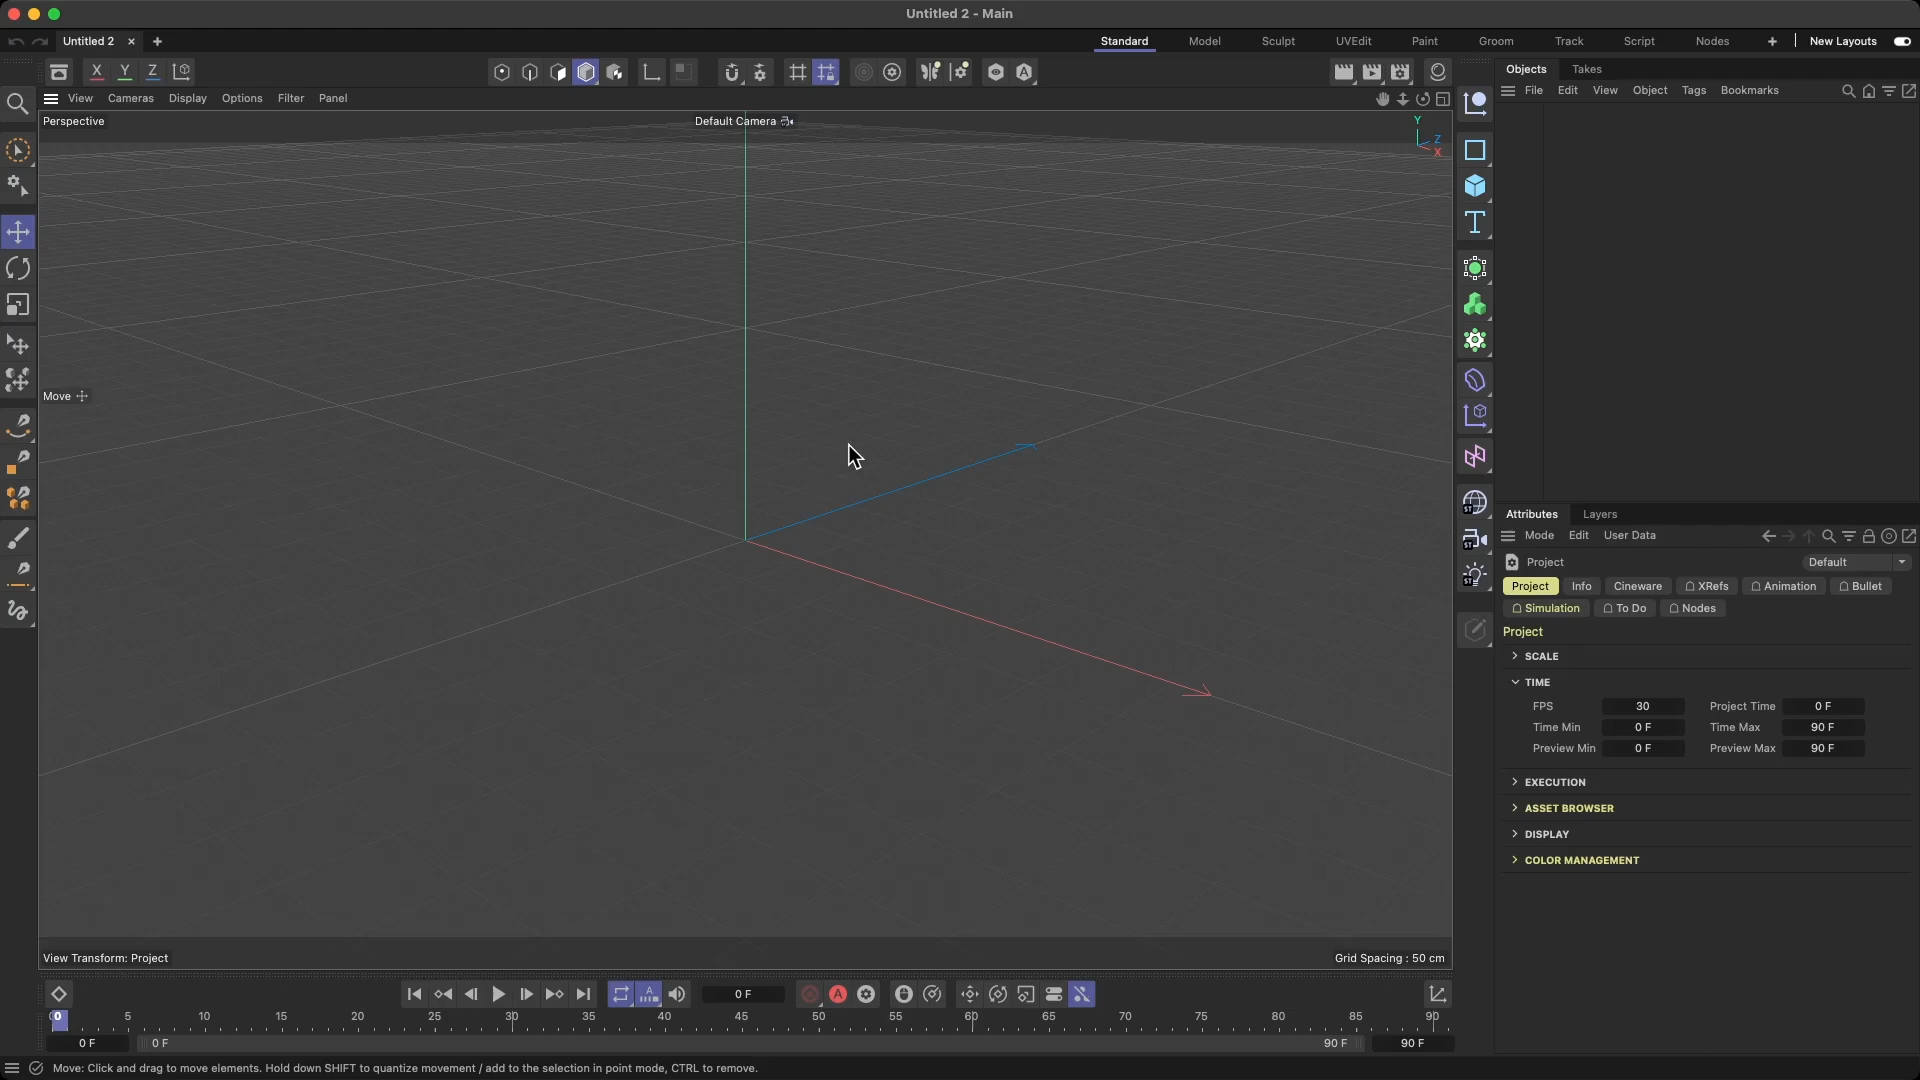 Untitled 2 - Main
Untitled 2
Standard
Model
Sculpt
UVEdit
Paint
Groom
Track
Script
Nodes
New Layouts
X
Y
Z
Objects
Takes
View
Cameras
Display
Options
Filter
Panel
File
Edit
View
Object
Tags
Bookmarks
Perspective
Default Camera
Y
Z
X
Move
View Transform: Project
Grid Spacing : 50 cm
Attributes
Layers
Mode
Edit
User Data
Project
Default
Project
Info
Cineware
XRefs
Animation
Bullet
Simulation
To Do
Nodes
Project
SCALE
TIME
FPS 30 Project Time 0 F
Time Min 0 F Time Max 90 F
Preview Min 0 F Preview Max 90 F
EXECUTION
ASSET BROWSER
DISPLAY
COLOR MANAGEMENT
0 F
0 5 10 15 20 25 30 35 40 45 50 55 60 65 70 75 80 85 90
0 F
0 F
90 F
90 F
Move: Click and drag to move elements. Hold down SHIFT to quantize movement / add to the selection in point mode, CTRL to remove.